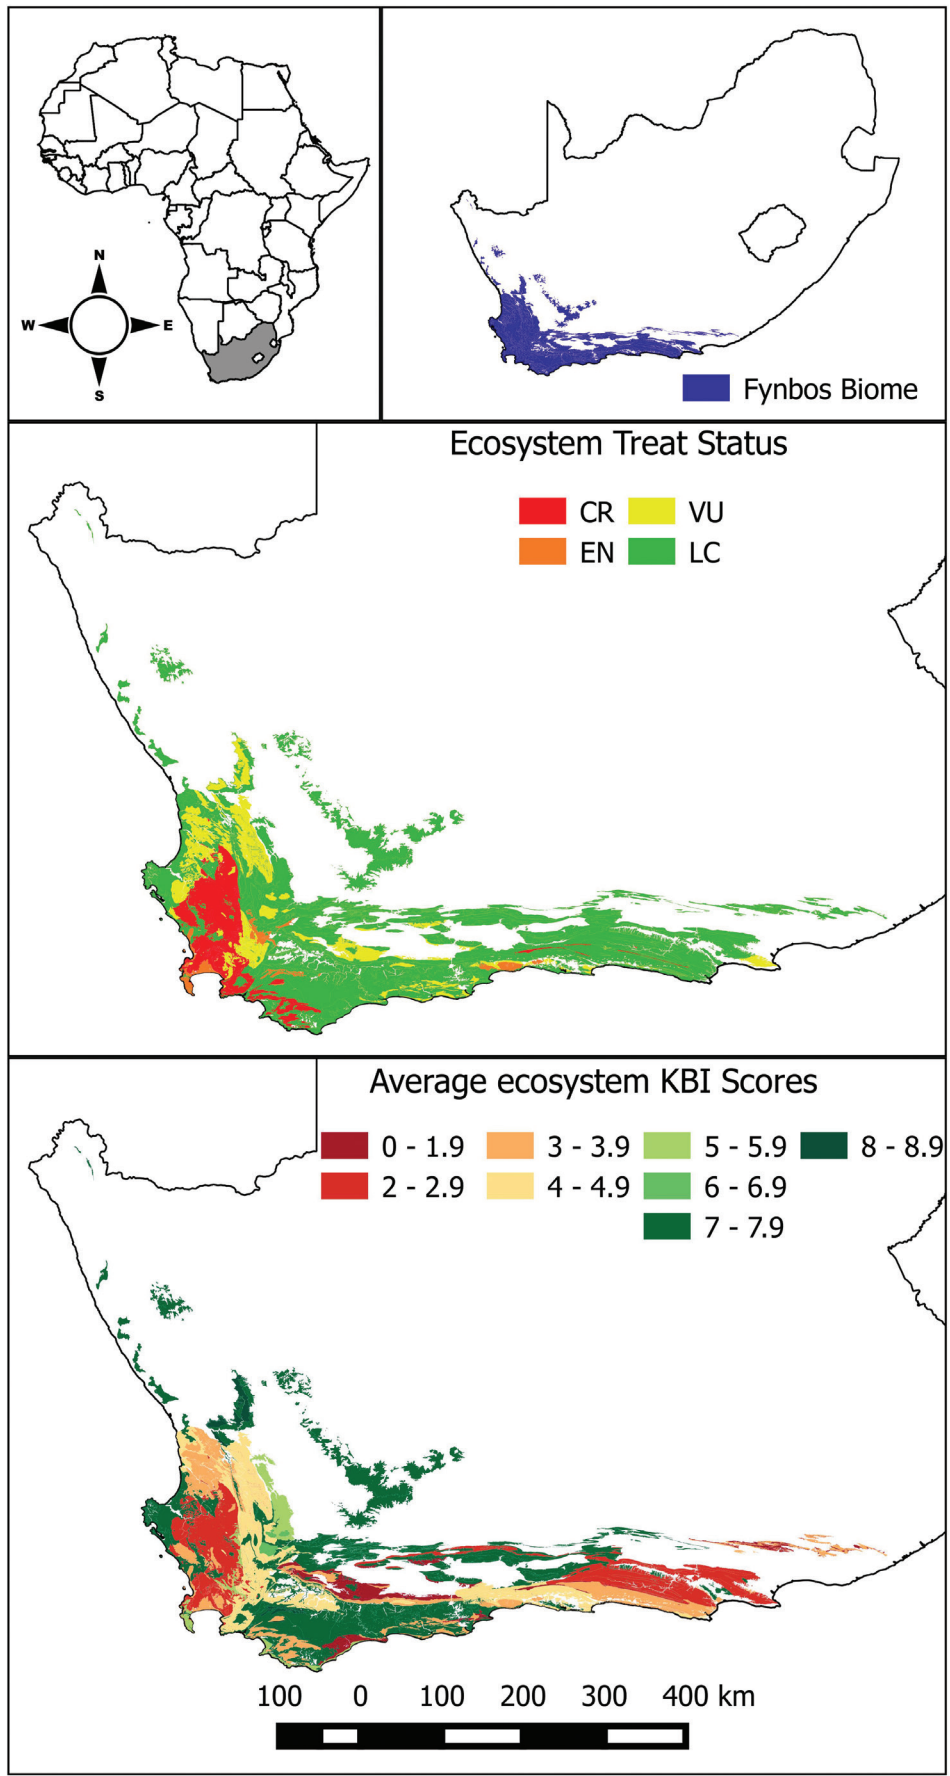 N
W E
S
Fynbos Biome
Ecosystem Treat Status
CR VU
EN LC
Average ecosystem KBI Scores
0 - 1.9 3 - 3.9 5 - 5.9 8 - 8.9
2 - 2.9 4 - 4.9 6 - 6.9
7 - 7.9
100 0 100 200 300 400 km